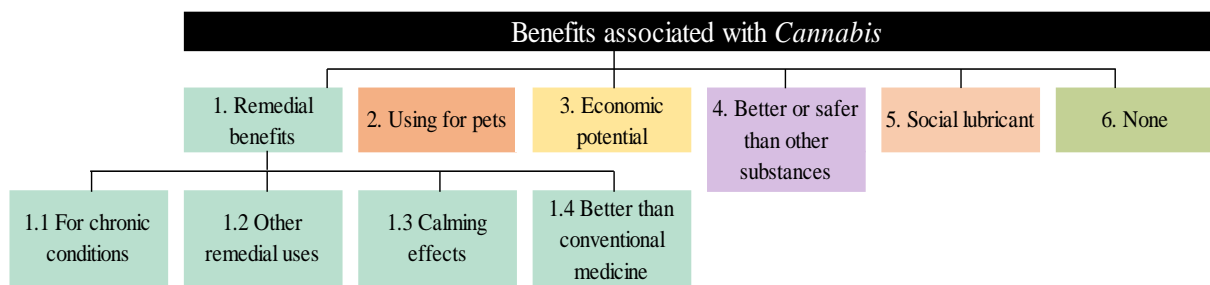 Benefits associated with Cannabis
1. Remedial
benefits
2. Using for pets
3. Economic
potential
4. Better or safer
than other
substances
5. Social lubricant
6. None
1.1 For chronic
conditions
1.2 Other
remedial uses
1.3 Calming
effects
1.4 Better than
conventional
medicine